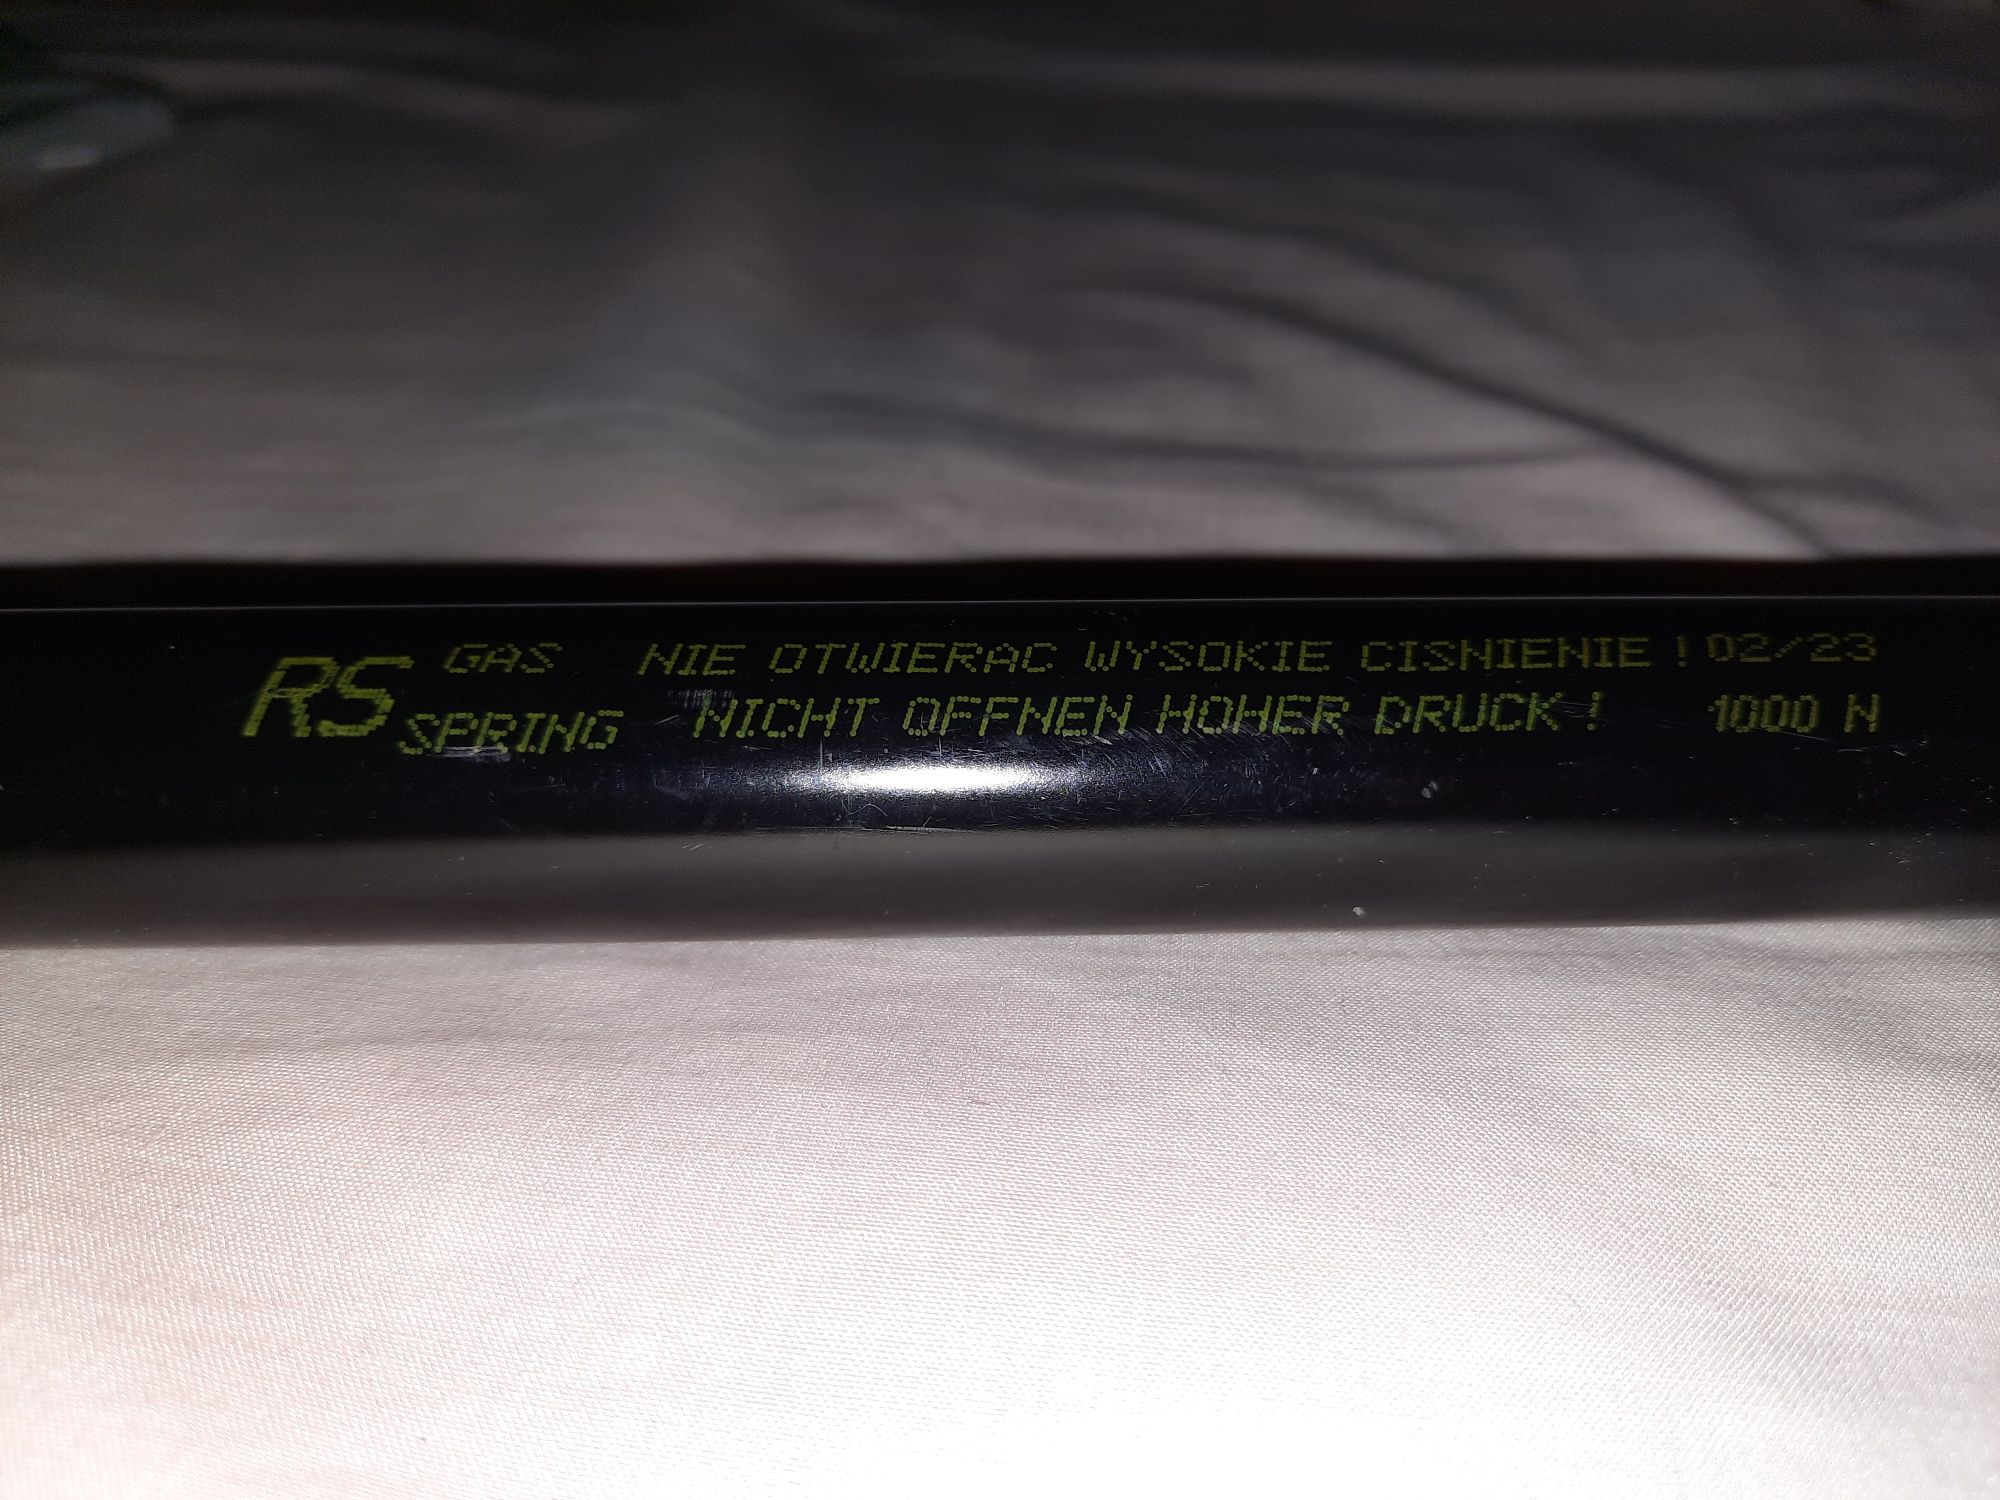 RS GAS SPRING
NIE OTWIERAC WYSOKIE CISNIENIE ! 02/23
NICHT OFFNEN HOHER DRUCK ! 1000 N